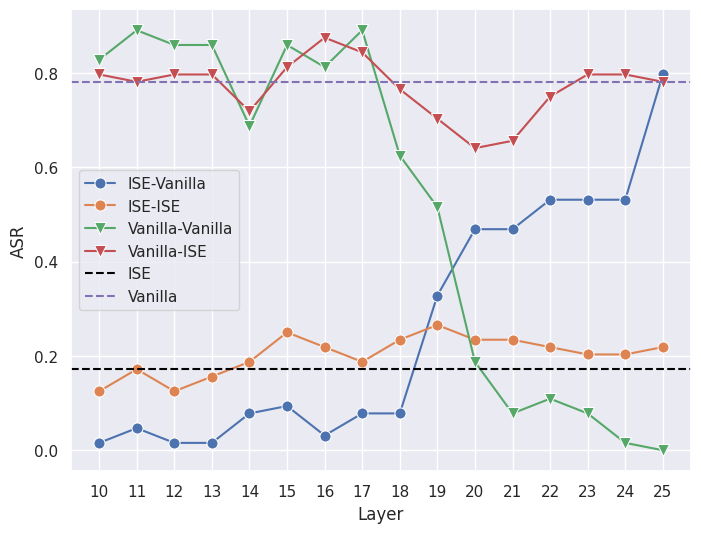 ASR
0.8
0.6
0.4
0.2
0.0
ISE-Vanilla
ISE-ISE
Vanilla-Vanilla
Vanilla-ISE
ISE
Vanilla
10 11 12 13 14 15 16 17 18 19 20 21 22 23 24 25
Layer